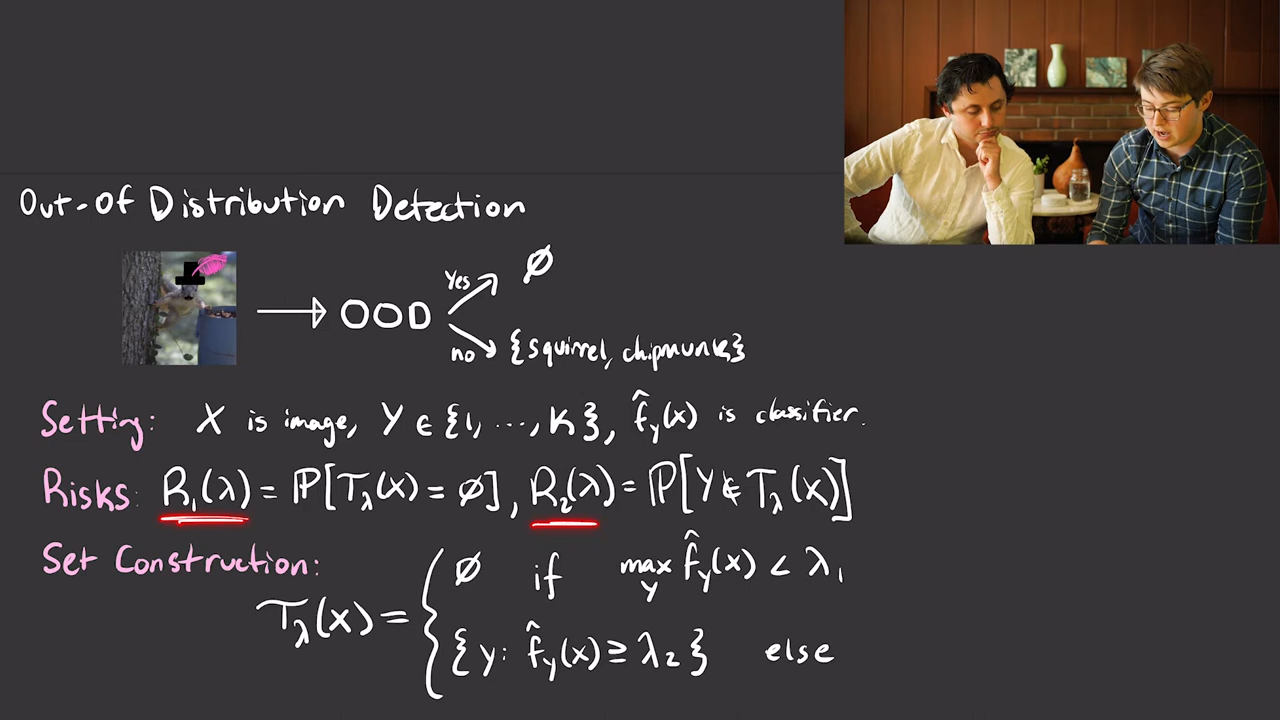 Out-Of Distribution Detection
OOD
Yes
∅
no
{squirrel, chipmunk}
Setting: X is image, Y ∈ {1, ..., K}, f̂_y(x) is classifier.
Risks: R₁(λ) = ℙ[T_λ(X) = ∅], R₂(λ) = ℙ[Y ∉ T_λ(X)]
Set Construction:
T_λ(X) = { ∅ if max_y f̂_y(x) < λ₁
{y: f̂_y(x) ≥ λ₂} else